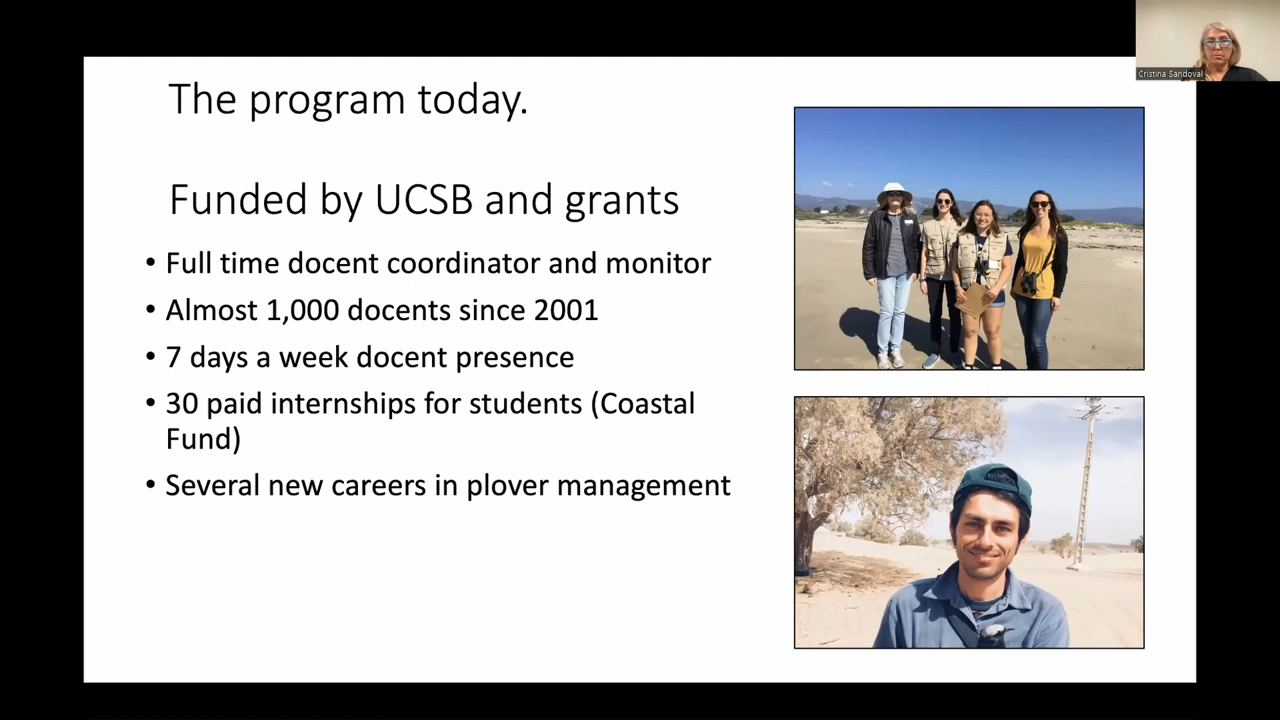 Cristina Sandoval
The program today.
Funded by UCSB and grants
• Full time docent coordinator and monitor
• Almost 1,000 docents since 2001
• 7 days a week docent presence
• 30 paid internships for students (Coastal
Fund)
• Several new careers in plover management